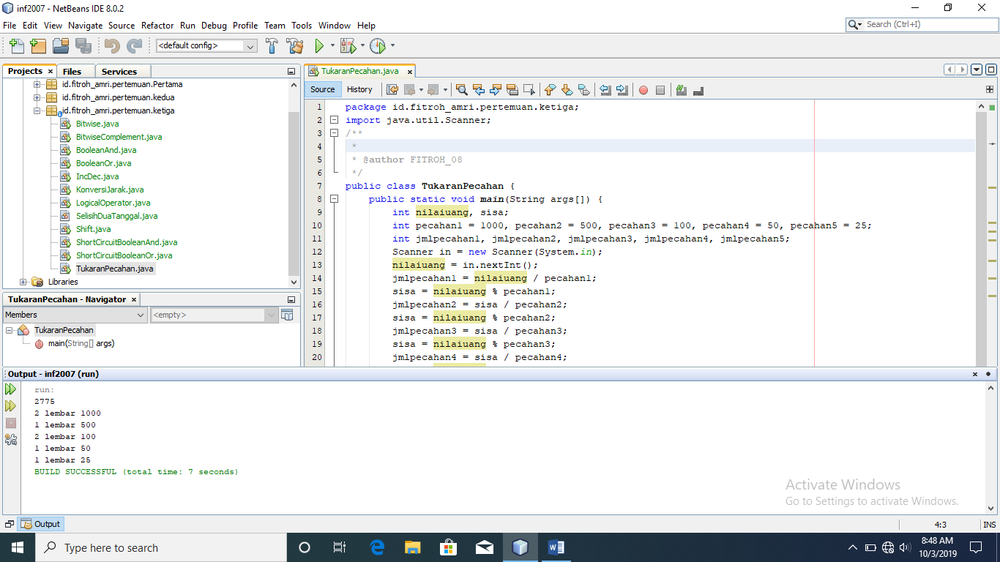 inf2007 - NetBeans IDE 8.0.2
File Edit View Navigate Source Refactor Run Debug Profile Team Tools Window Help
Search (Ctrl+I)
<default config>
Projects Files Services
id.fitroh_amri.pertemuan.Pertama
id.fitroh_amri.pertemuan.kedua
id.fitroh_amri.pertemuan.ketiga
Bitwise.java
BitwiseComplement.java
BooleanAnd.java
BooleanOr.java
IncDec.java
KonversiJarak.java
LogicalOperator.java
SelisihDuaTanggal.java
Shift.java
ShortCircuitBooleanAnd.java
ShortCircuitBooleanOr.java
TukaranPecahan.java
Libraries
TukaranPecahan - Navigator
Members
<empty>
TukaranPecahan
main(String[] args)
TukaranPecahan.java
Source History
1 package id.fitroh_amri.pertemuan.ketiga;
2 import java.util.Scanner;
3 /**
4 *
5 * @author FITROH_08
6 */
7 public class TukaranPecahan {
8 public static void main(String args[]) {
9 int nilaiuang, sisa;
10 int pecahan1 = 1000, pecahan2 = 500, pecahan3 = 100, pecahan4 = 50, pecahan5 = 25;
11 int jmlpecahan1, jmlpecahan2, jmlpecahan3, jmlpecahan4, jmlpecahan5;
12 Scanner in = new Scanner(System.in);
13 nilaiuang = in.nextInt();
14 jmlpecahan1 = nilaiuang / pecahan1;
15 sisa = nilaiuang % pecahan1;
16 jmlpecahan2 = sisa / pecahan2;
17 sisa = nilaiuang % pecahan2;
18 jmlpecahan3 = sisa / pecahan3;
19 sisa = nilaiuang % pecahan3;
20 jmlpecahan4 = sisa / pecahan4;
Output - inf2007 (run)
run:
2775
2 lembar 1000
1 lembar 500
2 lembar 100
1 lembar 50
1 lembar 25
BUILD SUCCESSFUL (total time: 7 seconds)
Activate Windows
Go to Settings to activate Windows.
Output
4:3 INS
Type here to search
8:48 AM
10/3/2019